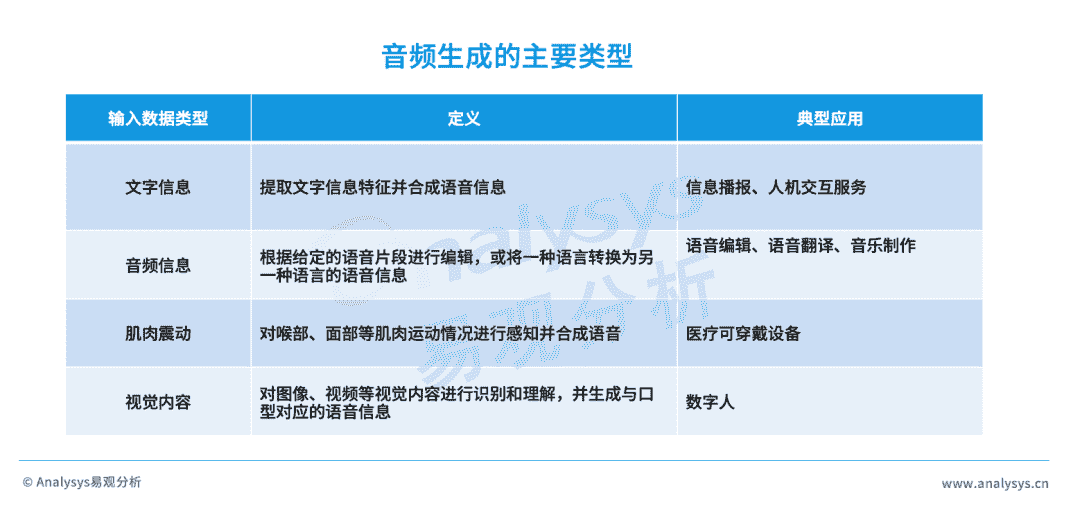 音频生成的主要类型
输入数据类型 定义 典型应用
文字信息 提取文字信息特征并合成语音信息 信息播报、人机交互服务
音频信息 根据给定的语音片段进行编辑，或将一种语言转换为另
一种语言的语音信息 语音编辑、语音翻译、音乐制作
肌肉震动 对喉部、面部等肌肉运动情况进行感知并合成语音 医疗可穿戴设备
视觉内容 对图像、视频等视觉内容进行识别和理解，并生成与口
型对应的语音信息 数字人
nalysys
易观分析
© Analysys易观分析
www.analysys.cn